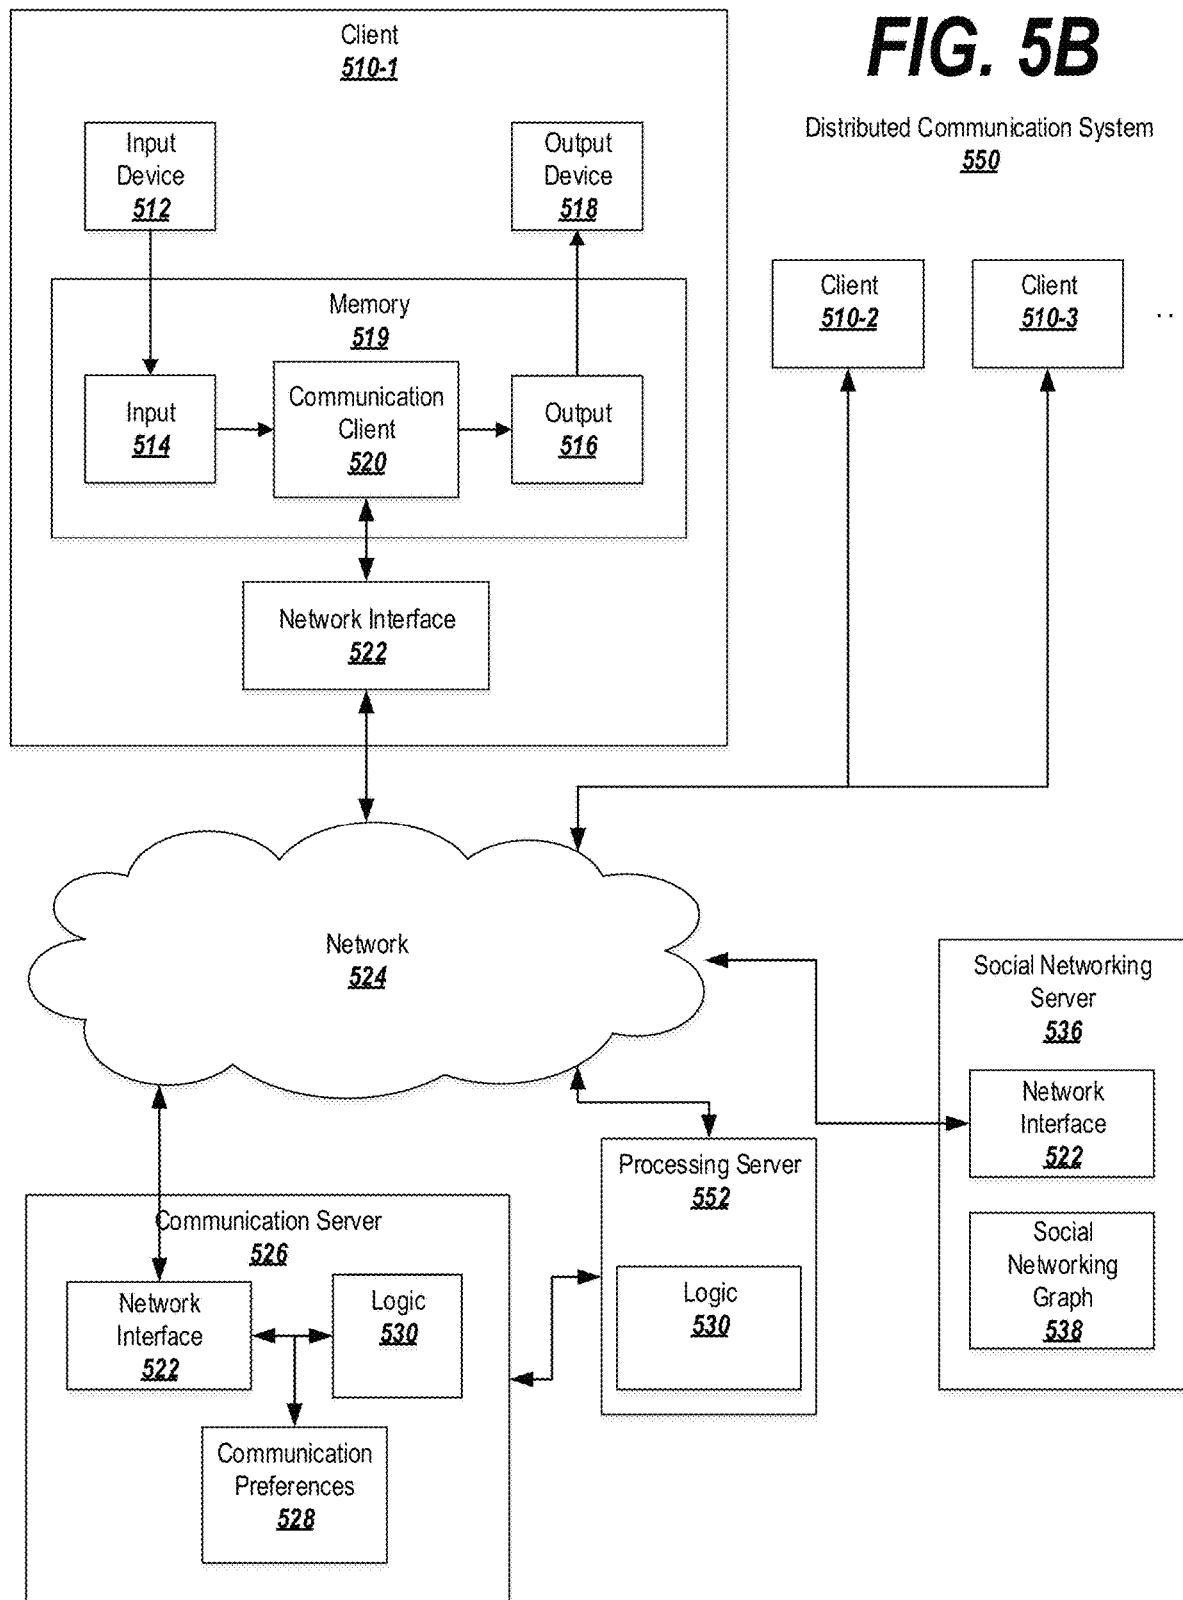 FIG. 5B
Distributed Communication System
550
Client
510-1
Input
Device
512
Output
Device
518
Memory
519
Input
514
Communication
Client
520
Output
516
Network Interface
522
Client
510-2
Client
510-3
..
Network
524
Social Networking
Server
536
Network
Interface
522
Social
Networking
Graph
538
Processing Server
552
Logic
530
Communication Server
526
Network
Interface
522
Logic
530
Communication
Preferences
528